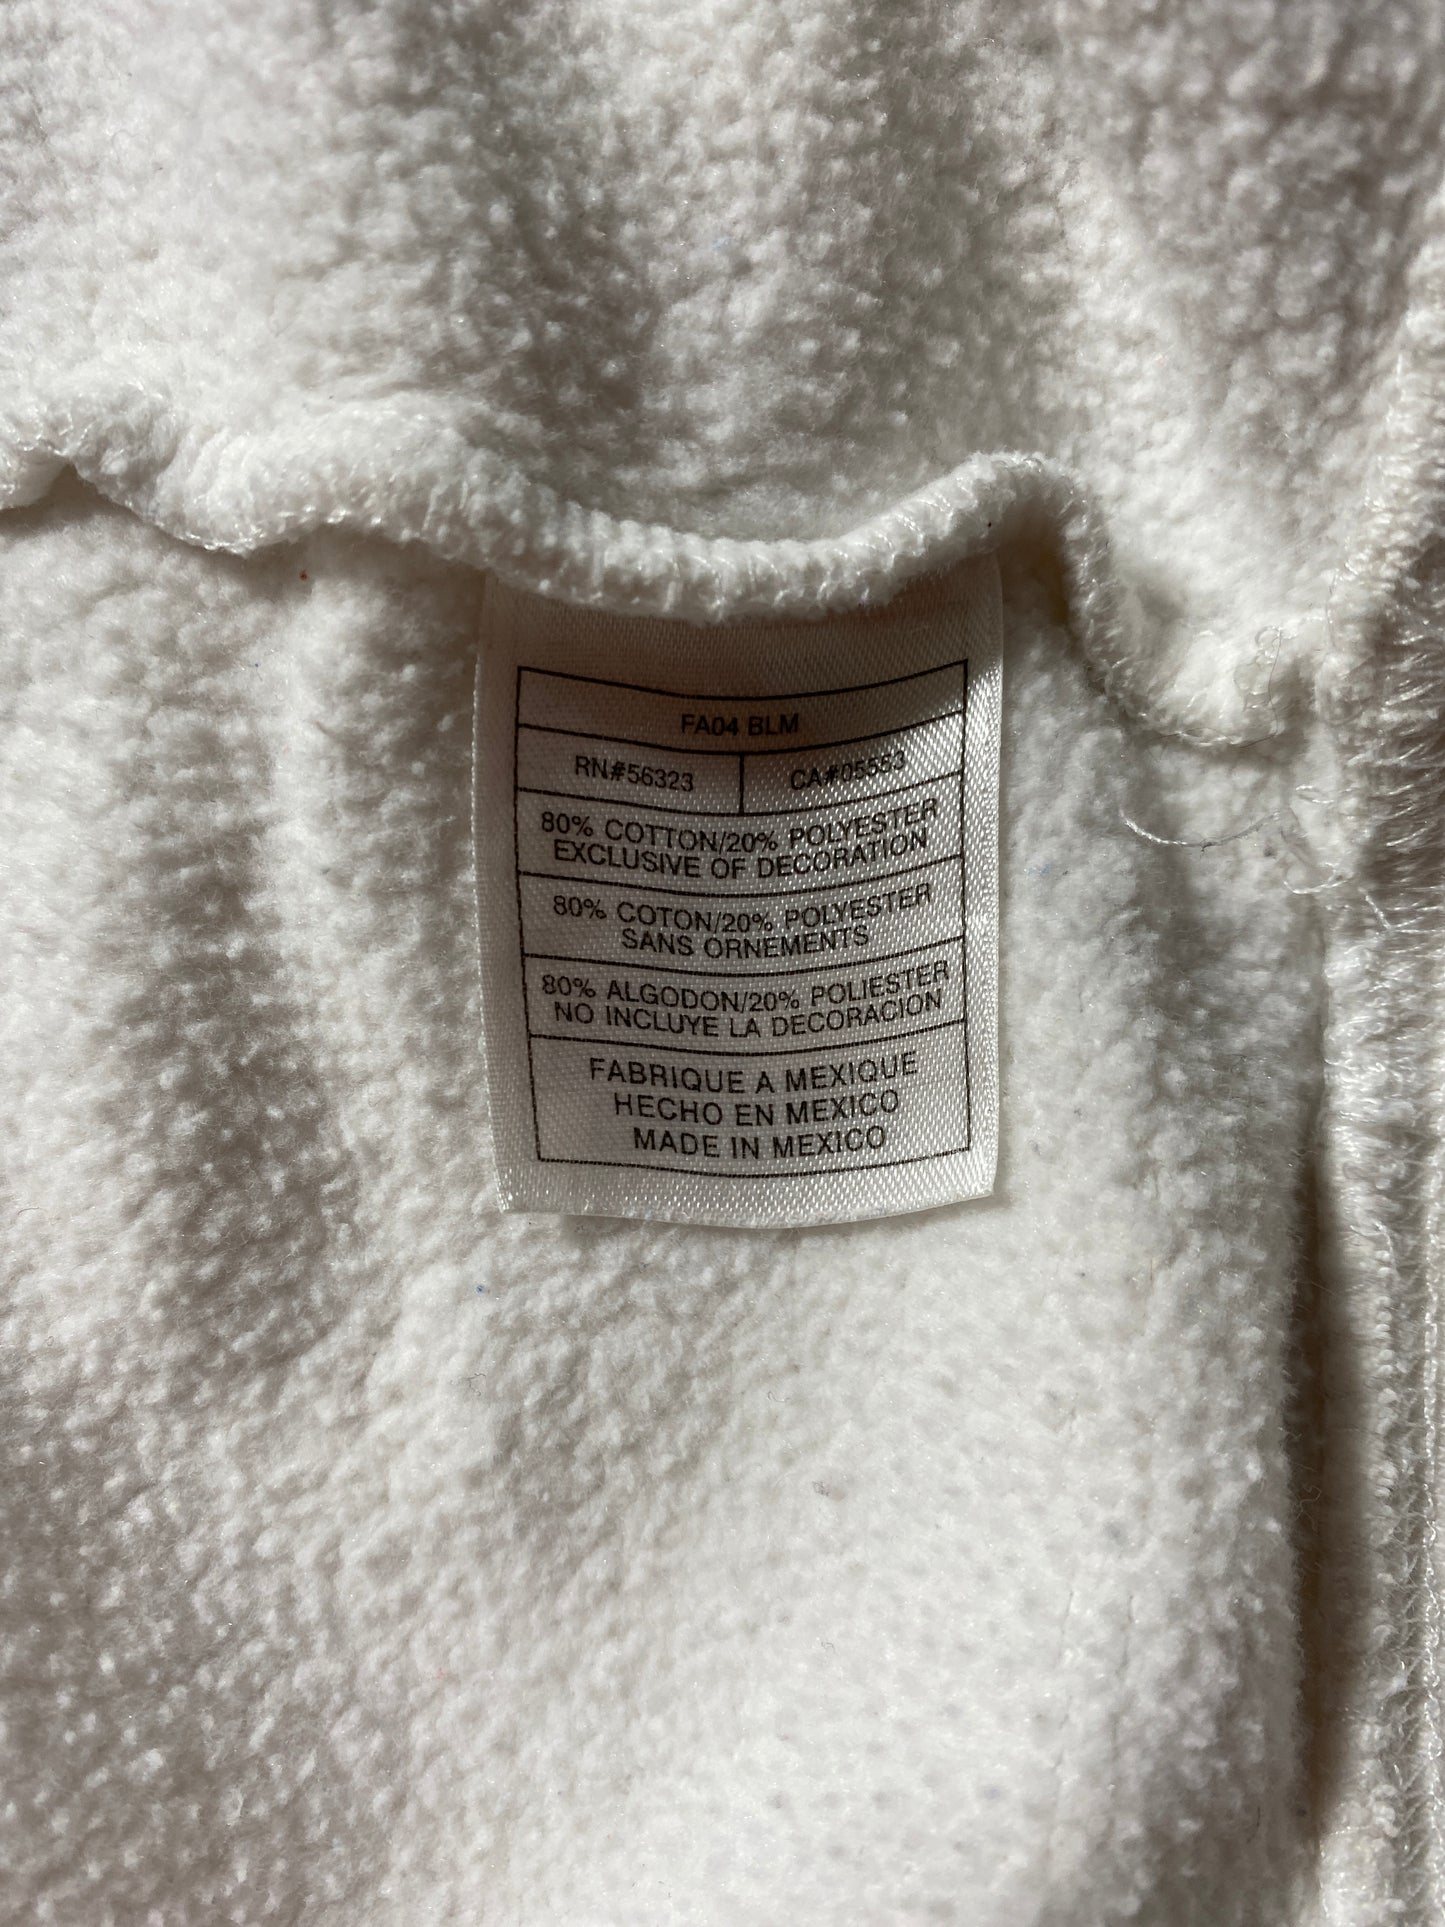 FA04 BLM
RN#56323 CA#05553
80% COTTON/20% POLYESTER
EXCLUSIVE OF DECORATION
80% COTON/20% POLYESTER
SANS ORNEMENTS
80% ALGODON/20% POLIESTER
NO INCLUYE LA DECORACION
FABRIQUE A MEXIQUE
HECHO EN MEXICO
MADE IN MEXICO